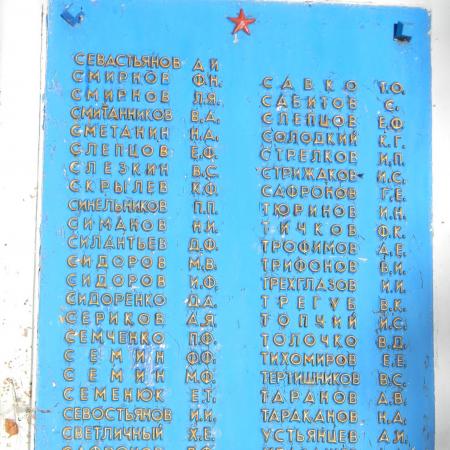 СЕВАСТЬЯНОВ А.И.
СМИРНОВ Ф.Н.
СМИРНОВ Л.Я.
СМИТАННИКОВ В.А.
СМЕТАНИН Н.А.
СЛЕПЦОВ Е.Ф.
СЛЕЗКИН В.С.
СКРЫЛЕВ К.Ф.
СИНЕЛЬНИКОВ П.П.
СИМАКОВ Н.И.
СИЛАНТЬЕВ Д.Ф.
СИДОРОВ М.В.
СИДОРОВ И.Ф.
СИДОРЕНКО Д.А.
СЕРИКОВ А.Я.
СЕМЧЕНКО П.Ф.
СЕМИН Ф.Ф.
СЕМИН М.Ф.
СЕМЕНЮК Е.Т.
СЕВОСТЬЯНОВ И.И.
СВЕТЛИЧНЫЙ Х.Е.
САВКО Т.О.
САБИТОВ С.
СЛЕПЦОВ Е.Ф.
СОЛОДКИЙ К.Г.
СТРЕЛКОВ И.П.
СТРИЖАКОВ И.С.
САФРОНОВ Г.Е.
ТЮРИНОВ И.Н.
ТИЧКОВ Ф.К.
ТРОФИМОВ А.Е.
ТРИФОНОВ В.И.
ТРЕХГЛАЗОВ И.И.
ТРЕГУБ В.К.
ТОПЧИЙ И.С.
ТОЛОЧКО В.Д.
ТИХОМИРОВ Е.Е.
ТЕРТИШНИКОВ В.С.
ТАРАНОВ А.В.
ТАРАКАНОВ Н.А.
УСТЬЯНЦЕВ А.И.